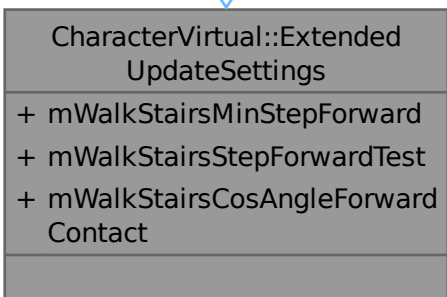 CharacterVirtual::Extended
UpdateSettings
+ mWalkStairsMinStepForward
+ mWalkStairsStepForwardTest
+ mWalkStairsCosAngleForward
Contact